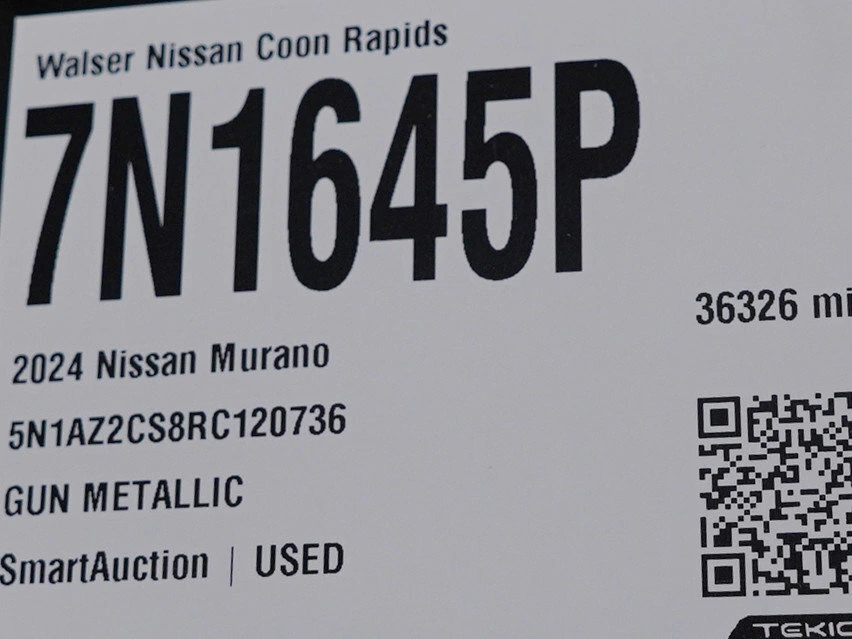 Walser Nissan Coon Rapids
7N1645P
36326 mi
2024 Nissan Murano
5N1AZ2CS8RC120736
GUN METALLIC
SmartAuction | USED